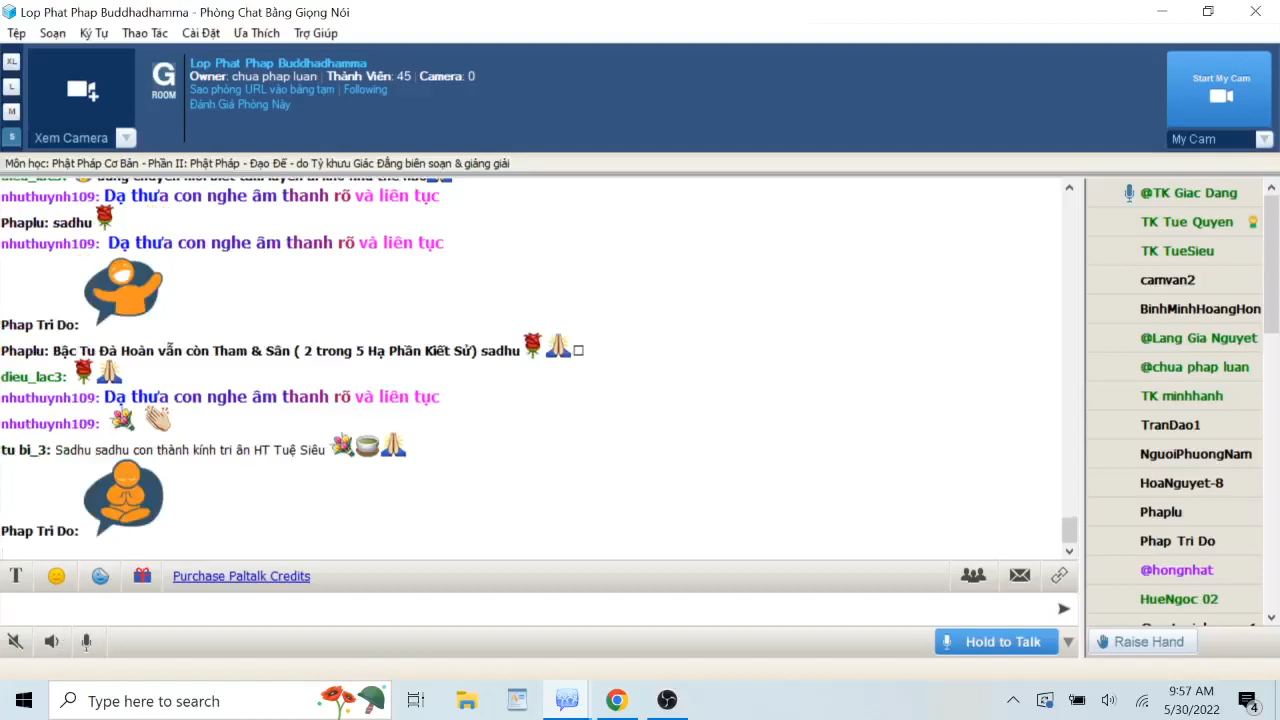 Lop Phat Phap Buddhadhamma - Phòng Chat Bằng Giọng Nói
Tệp Soạn Ký Tự Thao Tác Cài Đặt Ưa Thích Trợ Giúp
XL
L
M
S
Xem Camera
G
ROOM
Lop Phat Phap Buddhadhamma
Owner: chua phap luan | Thành Viên: 45 | Camera: 0
Sao phòng URL vào bảng tạm | Following
Đánh Giá Phòng Này
Start My Cam
My Cam
Môn học: Phật Pháp Cơ Bản - Phần II: Phật Pháp - Đạo Đế - do Tỳ khưu Giác Đẳng biên soạn & giảng giải
nhuthuynh109: Dạ thưa con nghe âm thanh rõ và liên tục
Phaplu: sadhu
nhuthuynh109: Dạ thưa con nghe âm thanh rõ và liên tục
Phap Tri Do:
Phaplu: Bậc Tu Đà Hoàn vẫn còn Tham & Sân ( 2 trong 5 Hạ Phần Kiết Sử) sadhu
dieu_lac3:
nhuthuynh109: Dạ thưa con nghe âm thanh rõ và liên tục
nhuthuynh109:
tu bi_3: Sadhu sadhu con thành kính tri ân HT Tuệ Siêu
Phap Tri Do:
@TK Giac Dang
TK Tue Quyen
TK TueSieu
camvan2
BinhMinhHoangHon
@Lang Gia Nguyet
@chua phap luan
TK minhhanh
TranDao1
NguoiPhuongNam
HoaNguyet-8
Phaplu
Phap Tri Do
@hongnhat
HueNgoc 02
T
Purchase Paltalk Credits
Hold to Talk
Raise Hand
Type here to search
9:57 AM
5/30/2022
4